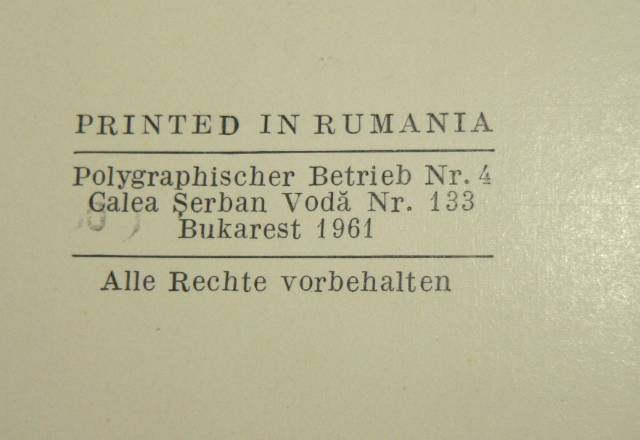 PRINTED IN RUMANIA
Polygraphischer Betrieb Nr. 4
Calea Şerban Vodă Nr. 133
Bukarest 1961
Alle Rechte vorbehalten